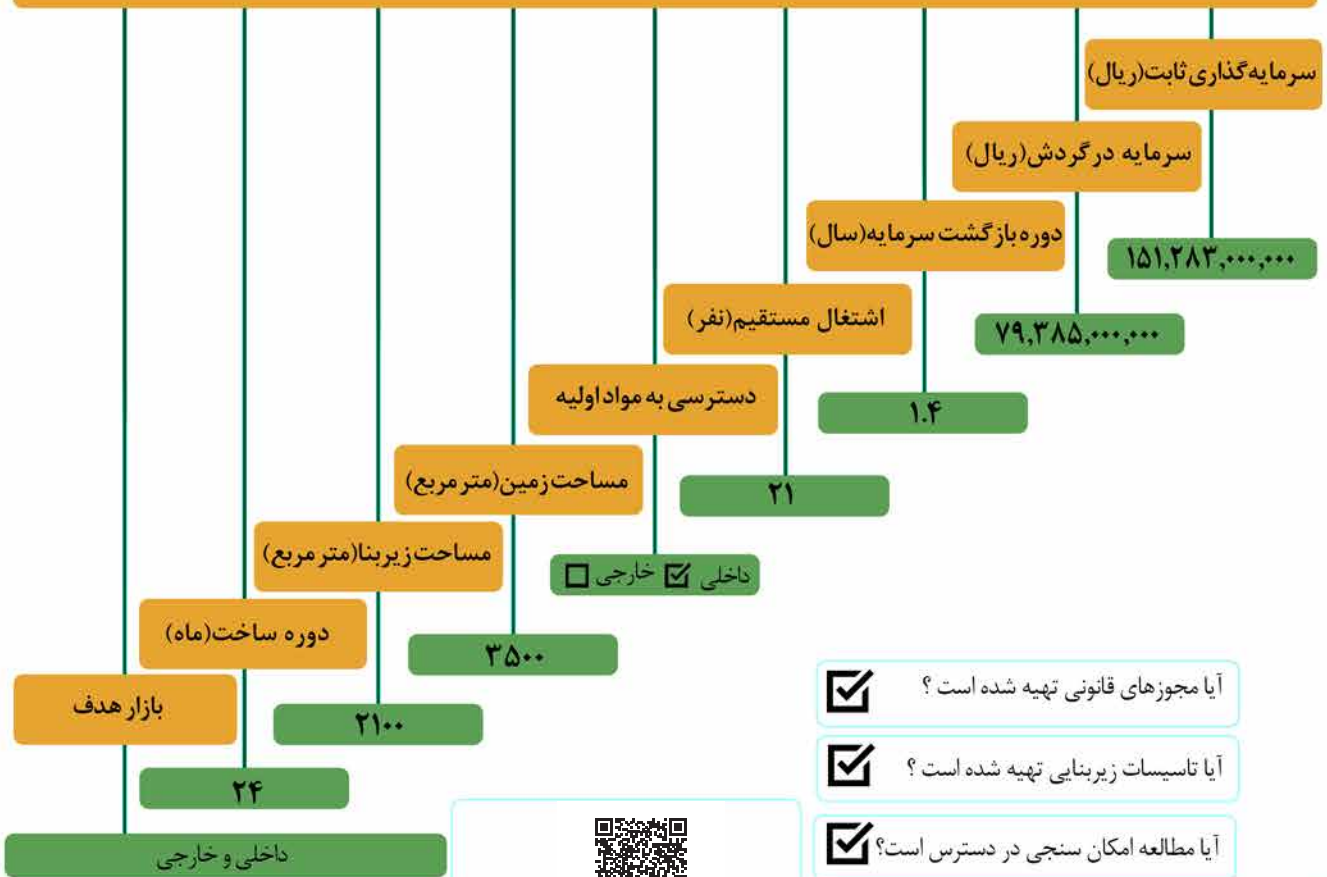 سرمایه‌گذاری ثابت(ریال)
۱۵۱,۲۸۳,۰۰۰,۰۰۰
سرمایه در گردش(ریال)
۷۹,۳۸۵,۰۰۰,۰۰۰
دوره بازگشت سرمایه(سال)
۱.۴
اشتغال مستقیم(نفر)
۲۱
دسترسی به مواد اولیه
داخلی ☑ خارجی ☐
مساحت زمین(متر مربع)
۳۵۰۰
مساحت زیربنا(متر مربع)
۲۱۰۰
دوره ساخت(ماه)
۲۴
بازار هدف
داخلی و خارجی
آیا مجوزهای قانونی تهیه شده است ؟ ☑
آیا تاسیسات زیربنایی تهیه شده است ؟ ☑
آیا مطالعه امکان سنجی در دسترس است؟ ☑